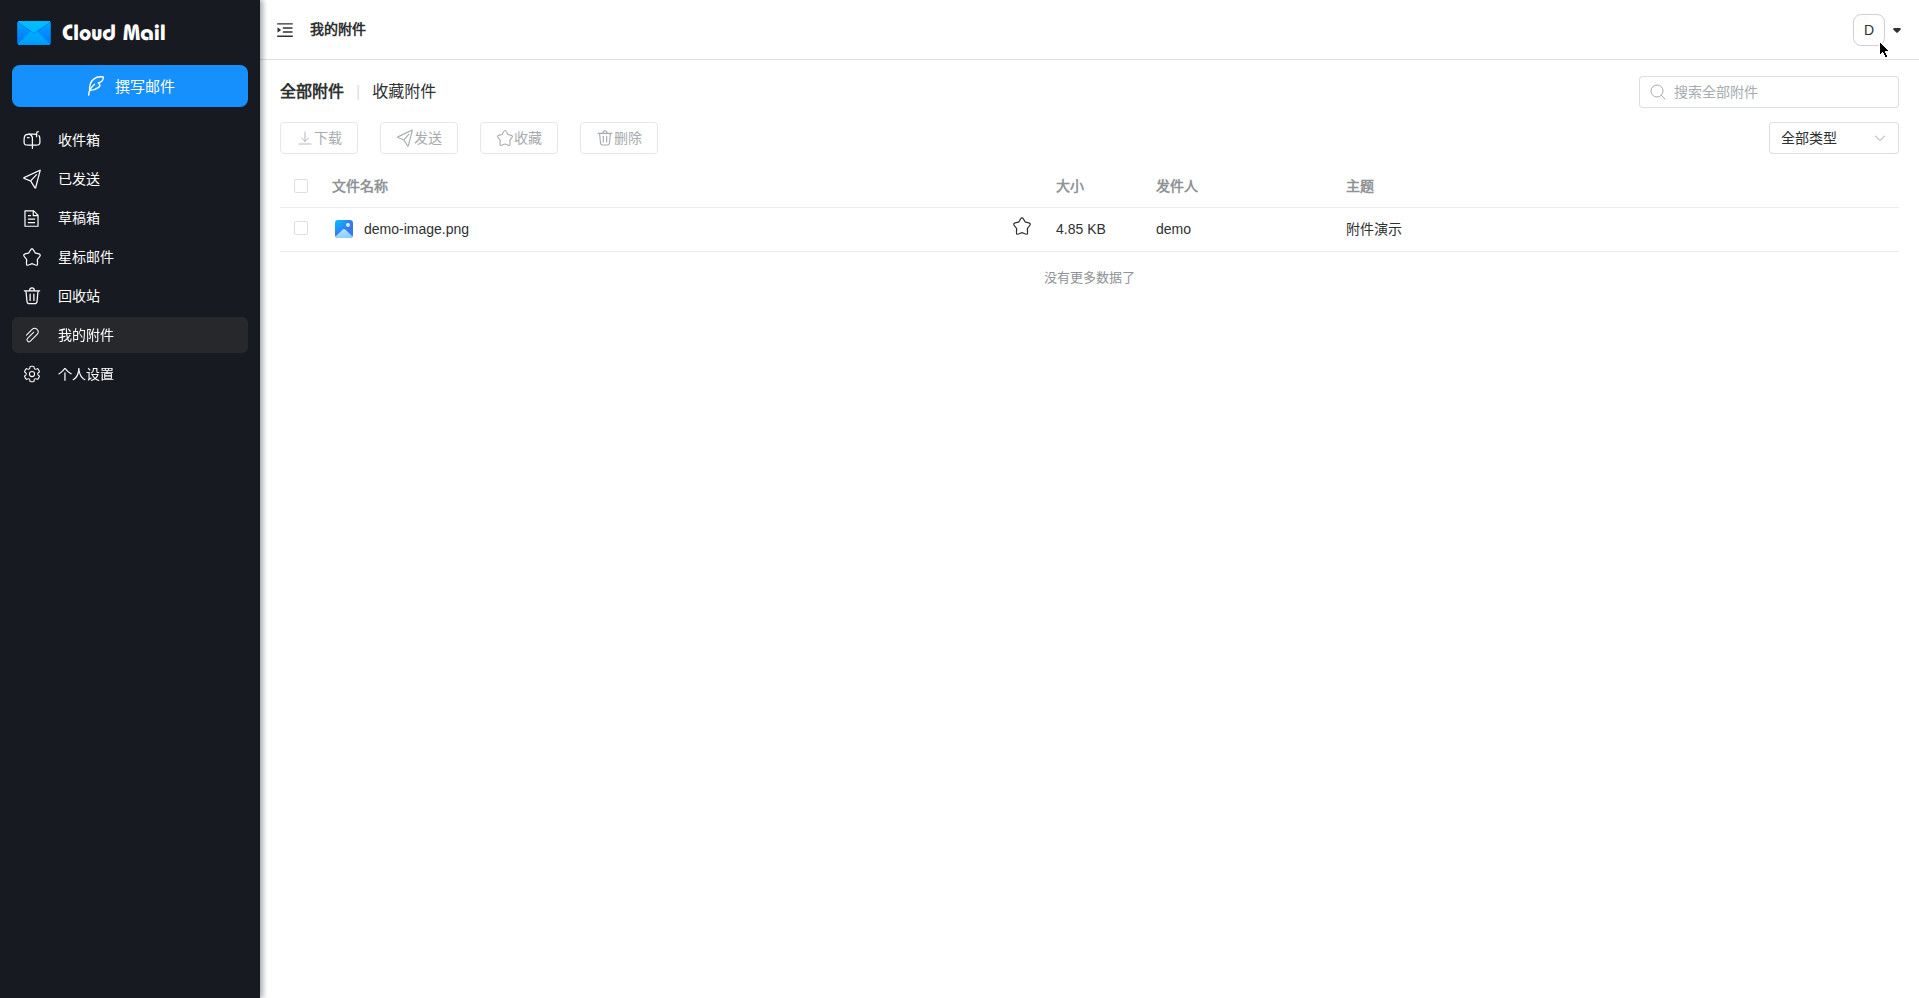 Cloud Mail
撰写邮件
收件箱
已发送
草稿箱
星标邮件
回收站
我的附件
个人设置
我的附件
D
全部附件 | 收藏附件
搜索全部附件
下载 发送 收藏 删除
全部类型
文件名称 大小 发件人 主题
demo-image.png 4.85 KB demo 附件演示
没有更多数据了